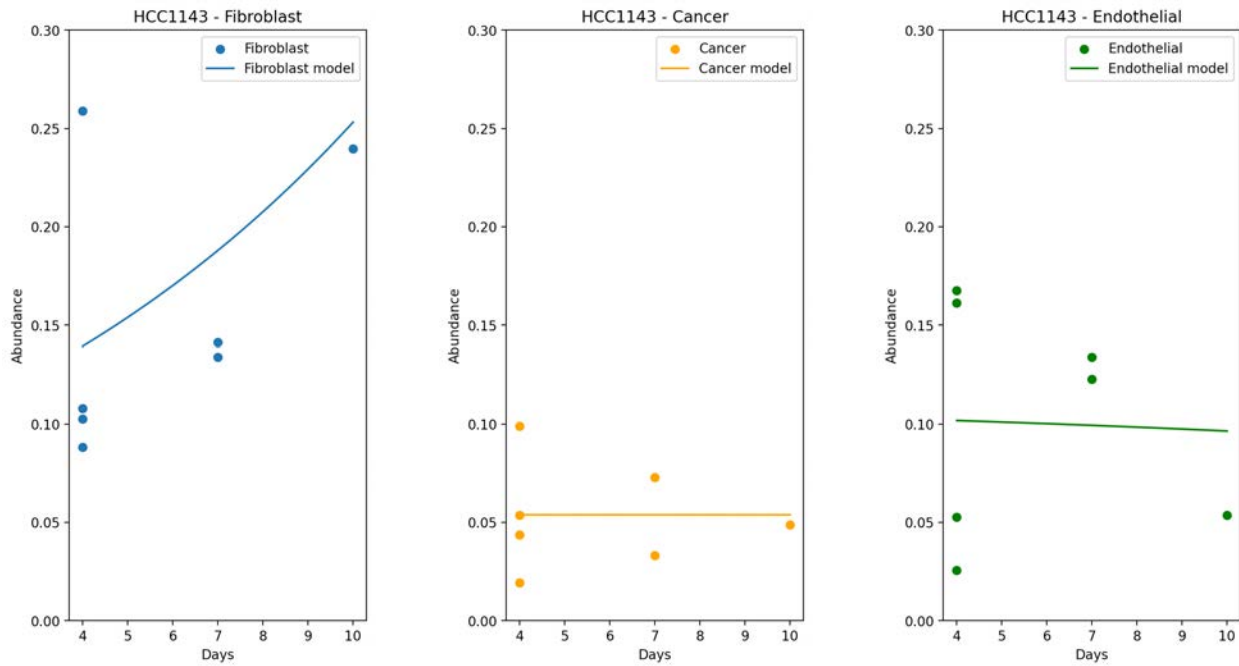 HCC1143 - Fibroblast
Fibroblast
Fibroblast model
0.30
0.25
0.20
0.15
0.10
0.05
0.00
Abundance
4 5 6 7 8 9 10
Days
HCC1143 - Cancer
Cancer
Cancer model
0.30
0.25
0.20
0.15
0.10
0.05
0.00
Abundance
4 5 6 7 8 9 10
Days
HCC1143 - Endothelial
Endothelial
Endothelial model
0.30
0.25
0.20
0.15
0.10
0.05
0.00
Abundance
4 5 6 7 8 9 10
Days